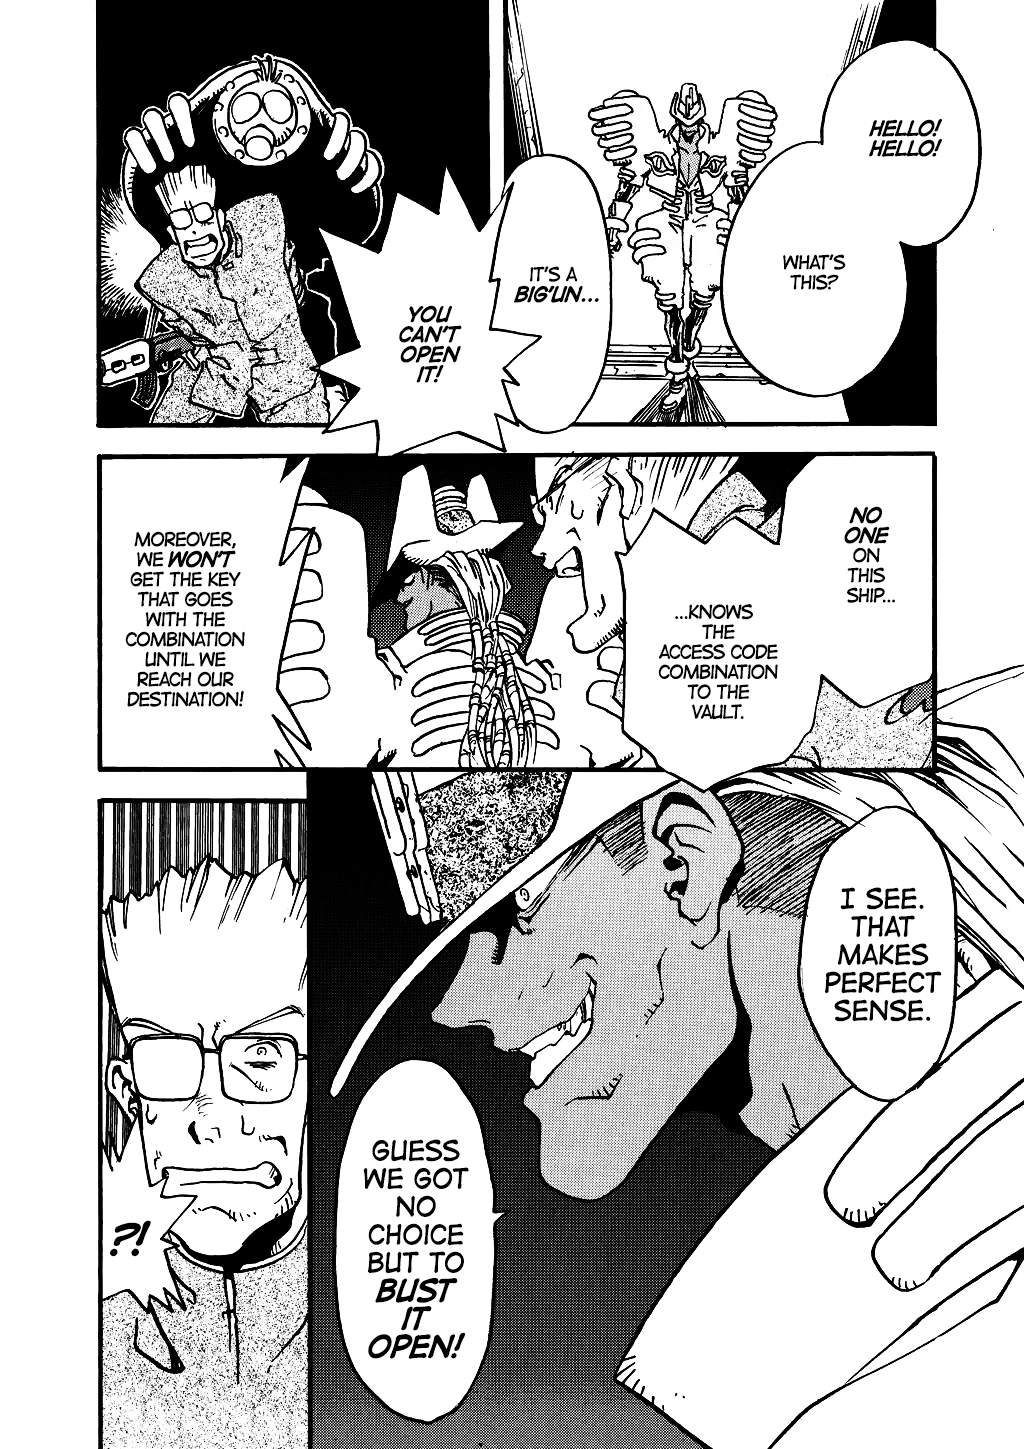 HELLO!
HELLO!
WHAT'S
THIS?
IT'S A
BIG'UN...
YOU
CAN'T
OPEN
IT!
NO
ONE
ON
THIS
SHIP...
...KNOWS
THE
ACCESS CODE
COMBINATION
TO THE
VAULT.
MOREOVER,
WE WON'T
GET THE KEY
THAT GOES
WITH THE
COMBINATION
UNTIL WE
REACH OUR
DESTINATION!
I SEE.
THAT
MAKES
PERFECT
SENSE.
GUESS
WE GOT
NO
CHOICE
BUT TO
BUST
IT
OPEN!
?!